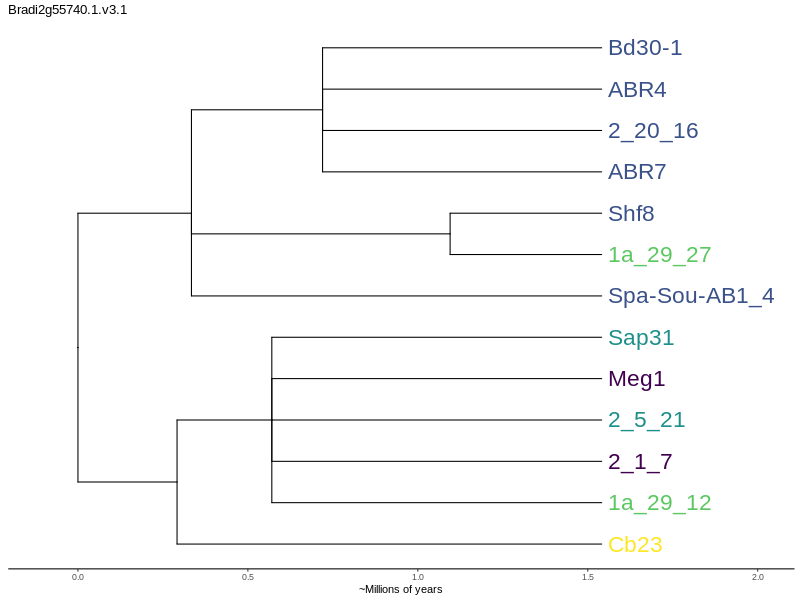 Bradi2g55740.1.v3.1
Bd30-1
ABR4
2_20_16
ABR7
Shf8
1a_29_27
Spa-Sou-AB1_4
Sap31
Meg1
2_5_21
2_1_7
1a_29_12
Cb23
0.0 0.5 1.0 1.5 2.0
~Millions of years